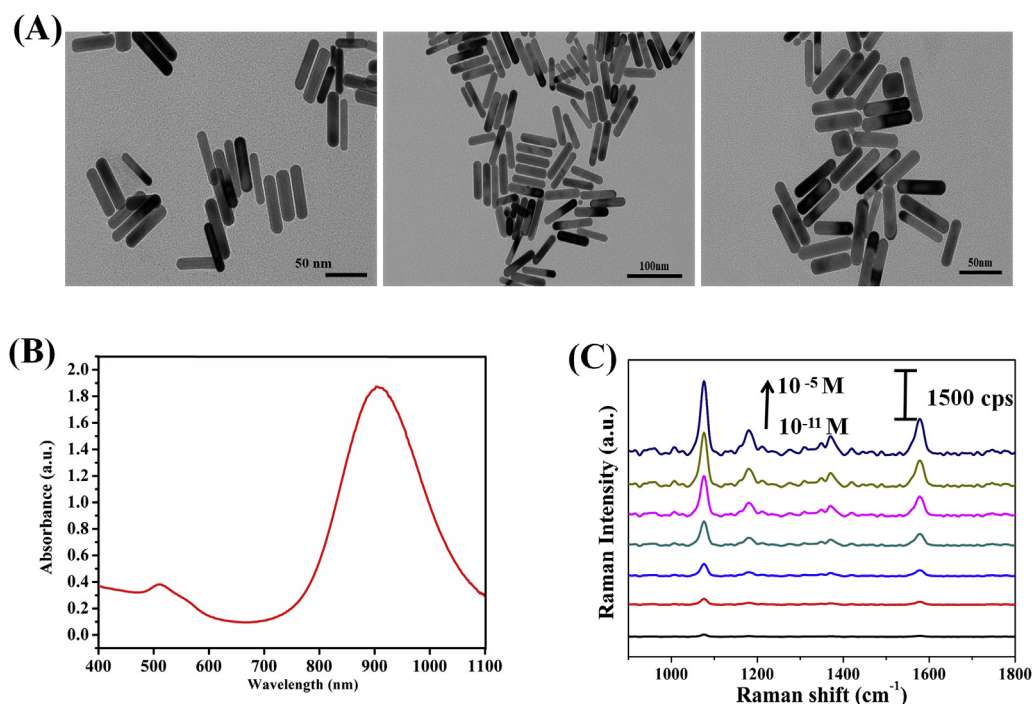 (A)
50 nm
100nm
50nm
(B)
2.0
1.8
1.6
1.4
1.2
1.0
0.8
0.6
0.4
0.2
0.0
Absorbance (a.u.)
400 500 600 700 800 900 1000 1100
Wavelength (nm)
(C)
10⁻⁵ M
10⁻¹¹ M
1500 cps
Raman Intensity (a.u.)
1000 1200 1400 1600 1800
Raman shift (cm⁻¹)